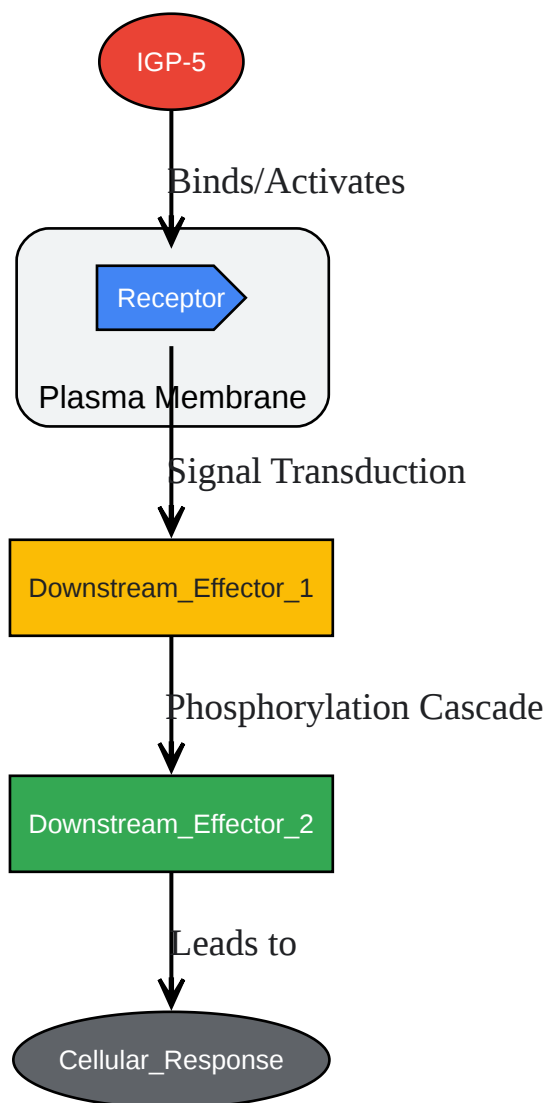 IGP-5
Binds/Activates
Receptor
Plasma Membrane
Signal Transduction
Downstream_Effector_1
Phosphorylation Cascade
Downstream_Effector_2
Leads to
Cellular_Response